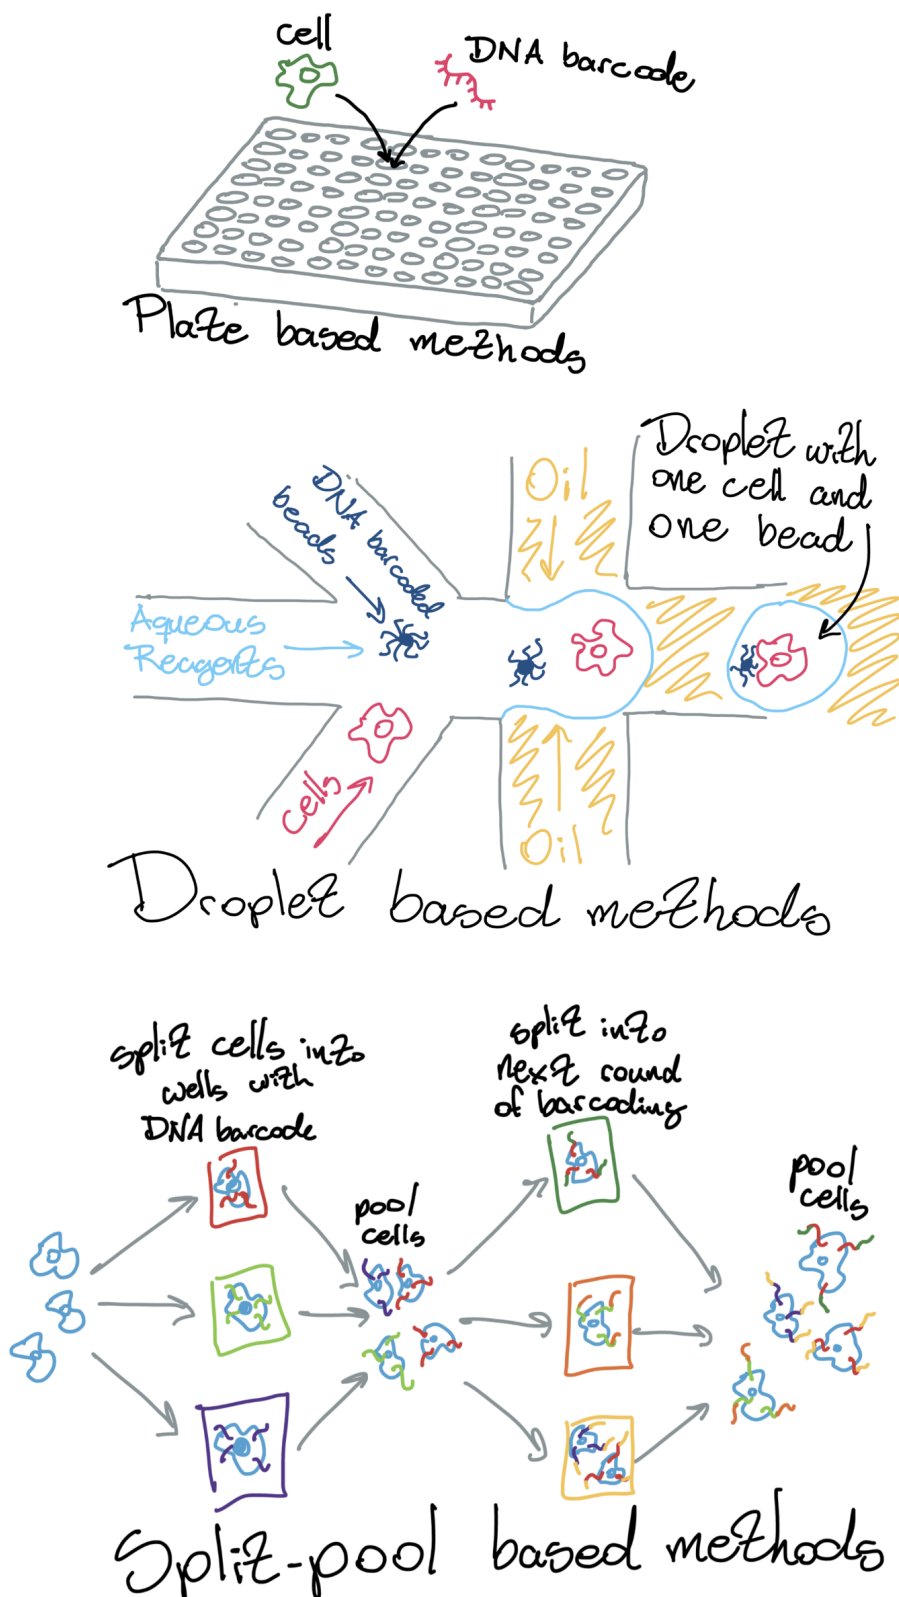 cell
DNA barcode
Plate based methods
Droplet with
one cell and
one bead
Oil
DNA barcoded
beads
Aqueous
Reagents
cells
Oil
Droplet based methods
split cells into
wells with
DNA barcode
split into
next round
of barcoding
pool
cells
pool
cells
Split-pool based methods